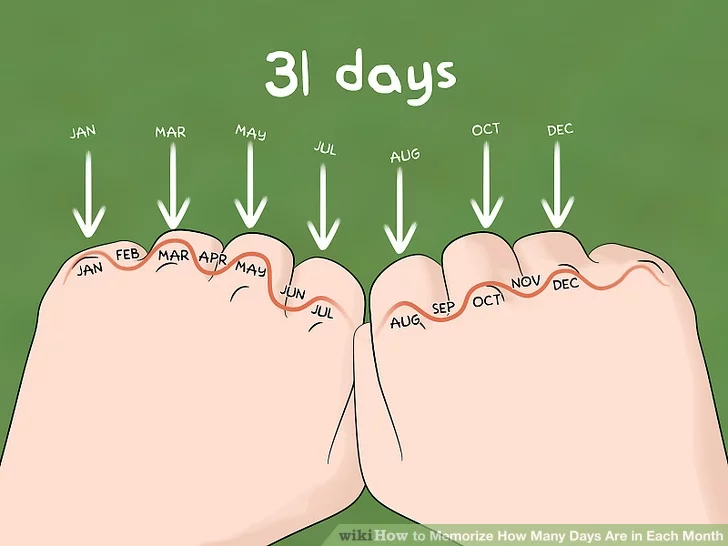 31 days
JAN MAR MAY JUL AUG OCT DEC
JAN FEB MAR APR MAY JUN JUL AUG SEP OCT NOV DEC
wikiHow to Memorize How Many Days Are in Each Month